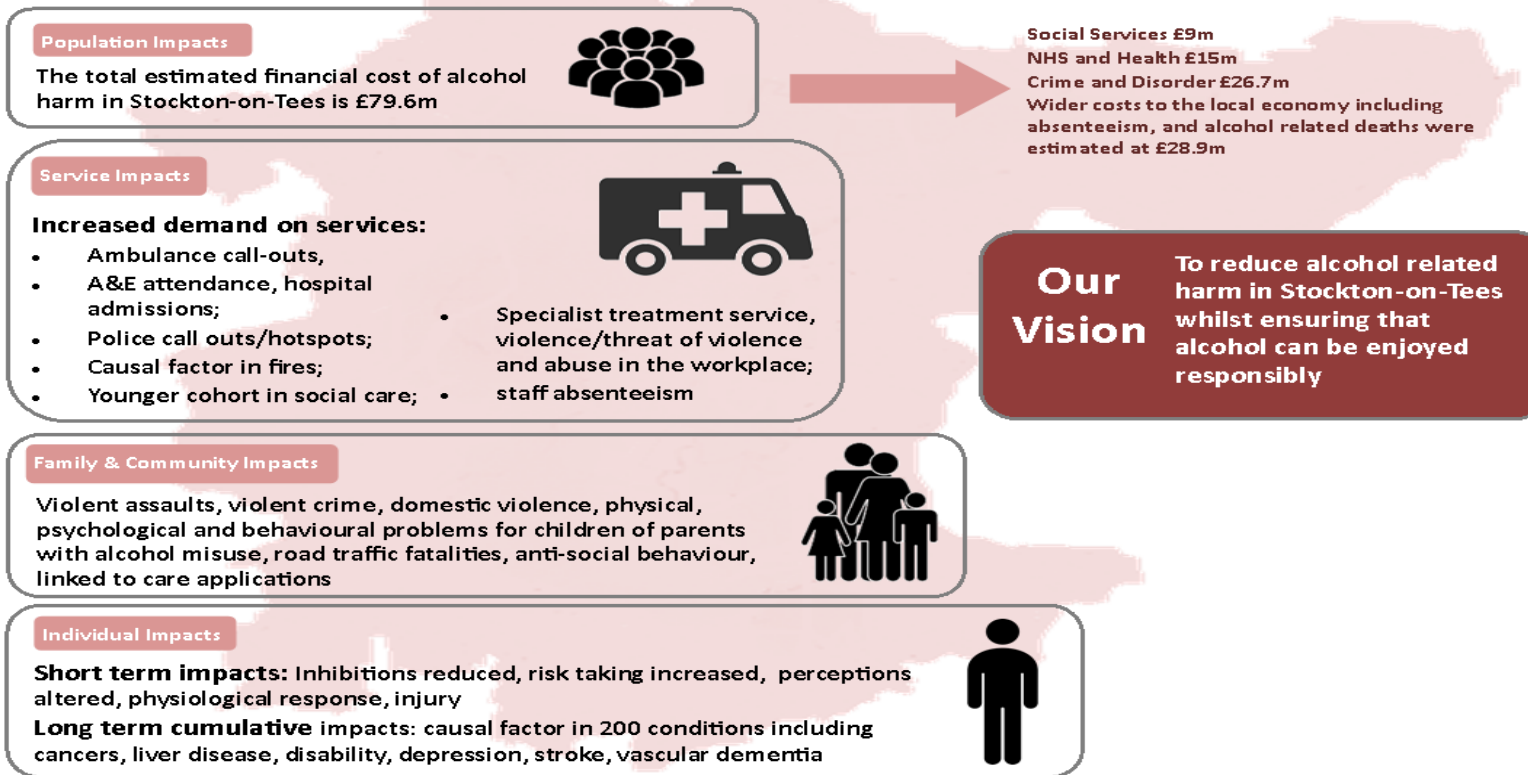 Population Impacts
The total estimated financial cost of alcohol
harm in Stockton-on-Tees is £79.6m
Social Services £9m
NHS and Health £15m
Crime and Disorder £26.7m
Wider costs to the local economy including
absenteeism, and alcohol related deaths were
estimated at £28.9m
Service Impacts
Increased demand on services:
• Ambulance call-outs,
• A&E attendance, hospital
admissions;
• Police call outs/hotspots;
• Causal factor in fires;
• Younger cohort in social care;
• Specialist treatment service,
violence/threat of violence
and abuse in the workplace;
• staff absenteeism
Our
Vision
To reduce alcohol related
harm in Stockton-on-Tees
whilst ensuring that
alcohol can be enjoyed
responsibly
Family & Community Impacts
Violent assaults, violent crime, domestic violence, physical,
psychological and behavioural problems for children of parents
with alcohol misuse, road traffic fatalities, anti-social behaviour,
linked to care applications
Individual Impacts
Short term impacts: Inhibitions reduced, risk taking increased, perceptions
altered, physiological response, injury
Long term cumulative impacts: causal factor in 200 conditions including
cancers, liver disease, disability, depression, stroke, vascular dementia